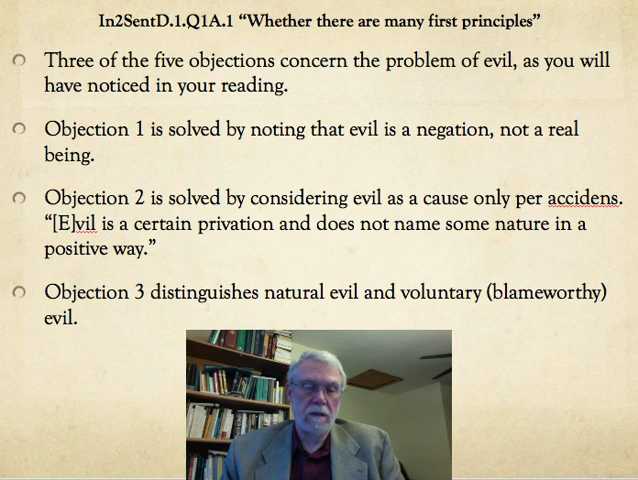 In2SentD.1.Q1A.1 “Whether there are many first principles”
Three of the five objections concern the problem of evil, as you will
have noticed in your reading.
Objection 1 is solved by noting that evil is a negation, not a real
being.
Objection 2 is solved by considering evil as a cause only per accidens.
“[E]vil is a certain privation and does not name some nature in a
positive way.”
Objection 3 distinguishes natural evil and voluntary (blameworthy)
evil.